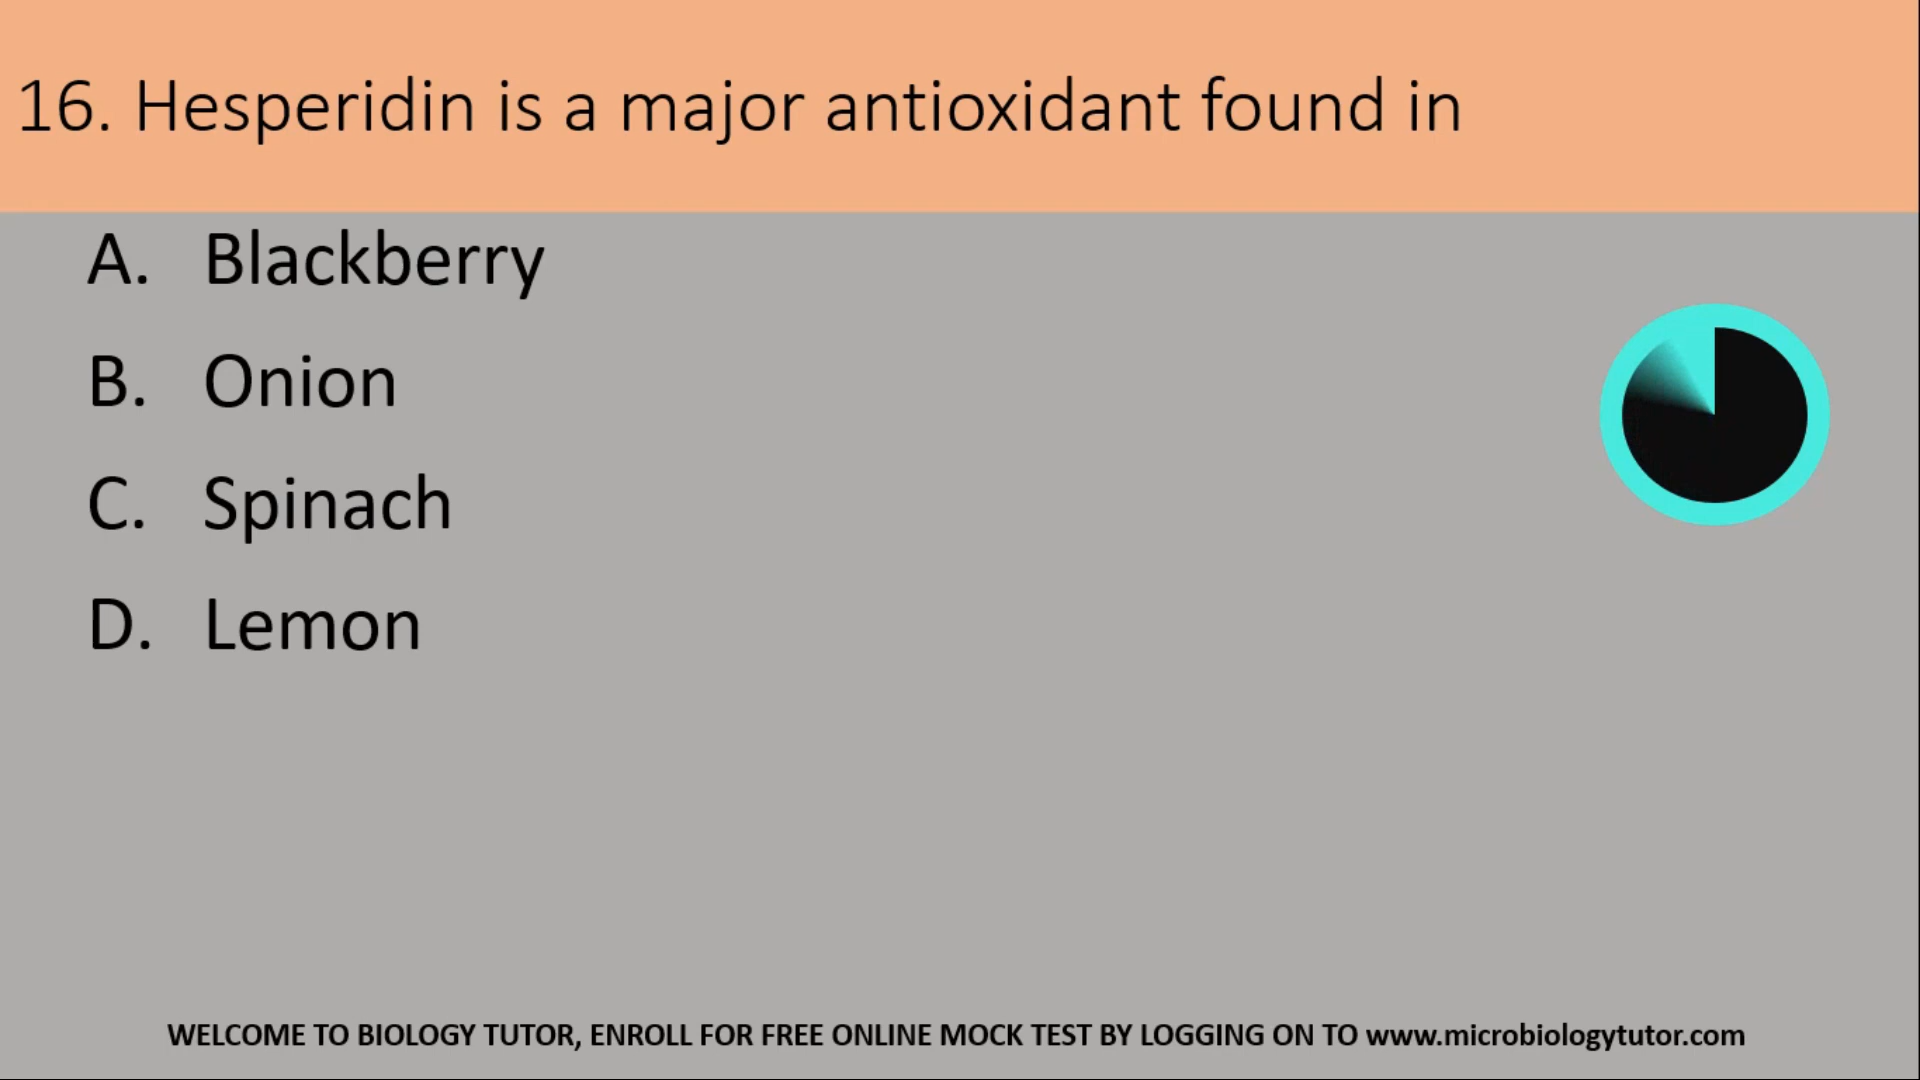 16. Hesperidin is a major antioxidant found in
A. Blackberry
B. Onion
C. Spinach
D. Lemon
WELCOME TO BIOLOGY TUTOR, ENROLL FOR FREE ONLINE MOCK TEST BY LOGGING ON TO www.microbiologytutor.com